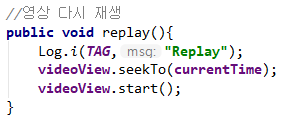 //영상 다시 재생
public void replay(){
    Log.i(TAG, msg: "Replay");
    videoView.seekTo(currentTime);
    videoView.start();
}